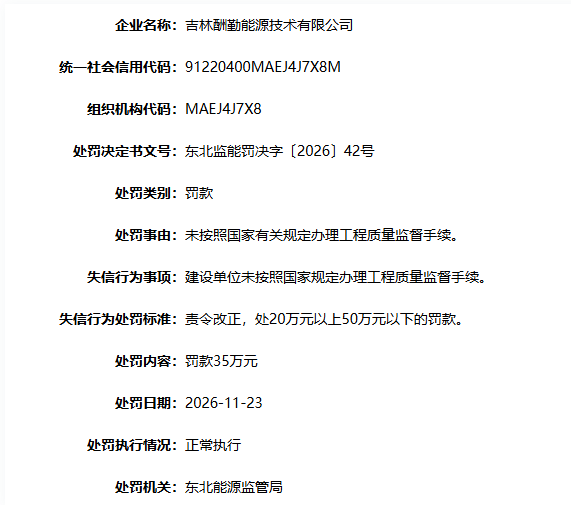 企业名称：吉林酬勤能源技术有限公司
统一社会信用代码：91220400MAEJ4J7X8M
组织机构代码：MAEJ4J7X8
处罚决定书文号：东北监能罚决字〔2026〕42号
处罚类别：罚款
处罚事由：未按照国家有关规定办理工程质量监督手续。
失信行为事项：建设单位未按照国家规定办理工程质量监督手续。
失信行为处罚标准：责令改正，处20万元以上50万元以下的罚款。
处罚内容：罚款35万元
处罚日期：2026-11-23
处罚执行情况：正常执行
处罚机关：东北能源监管局